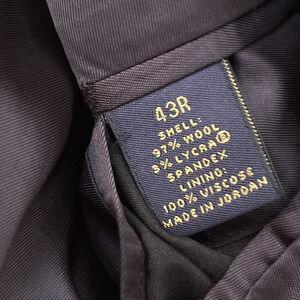 43R
SHELL:
97% WOOL
3% LYCRA®
SPANDEX
LINING:
100% VISCOSE
MADE IN JORDAN